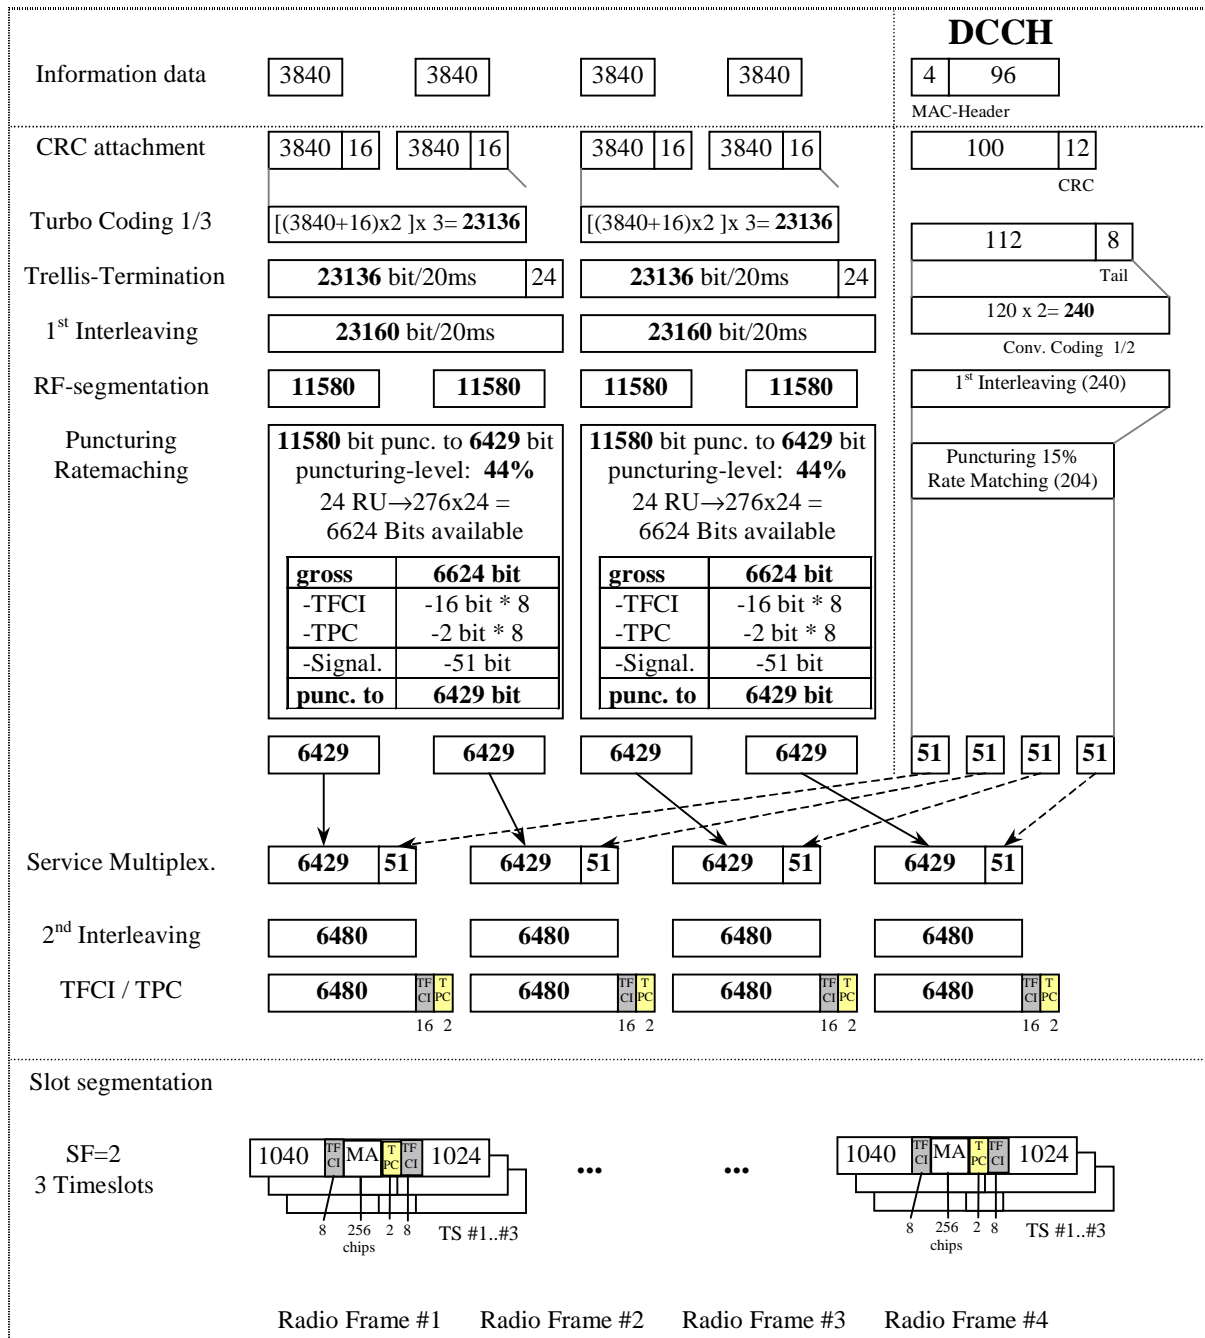 DCCH
Information data 3840 3840 3840 3840 4 96
MAC-Header
CRC attachment 3840 16 3840 16 3840 16 3840 16 100 12
CRC
Turbo Coding 1/3 [(3840+16)x2 ]x 3= 23136 [(3840+16)x2 ]x 3= 23136
112 8
Tail
Trellis-Termination 23136 bit/20ms 24 23136 bit/20ms 24
120 x 2= 240
Conv. Coding 1/2
1st Interleaving 23160 bit/20ms 23160 bit/20ms
RF-segmentation 11580 11580 11580 11580 1st Interleaving (240)
Puncturing
Ratemaching
11580 bit punc. to 6429 bit
puncturing-level: 44%
24 RU→276x24 =
6624 Bits available
gross 6624 bit
-TFCI -16 bit * 8
-TPC -2 bit * 8
-Signal. -51 bit
punc. to 6429 bit
11580 bit punc. to 6429 bit
puncturing-level: 44%
24 RU→276x24 =
6624 Bits available
gross 6624 bit
-TFCI -16 bit * 8
-TPC -2 bit * 8
-Signal. -51 bit
punc. to 6429 bit
Puncturing 15%
Rate Matching (204)
6429 6429 6429 6429 51 51 51 51
Service Multiplex. 6429 51 6429 51 6429 51 6429 51
2nd Interleaving 6480 6480 6480 6480
TFCI / TPC 6480 TF CI T PC 6480 TF CI T PC 6480 TF CI T PC 6480 TF CI T PC
16 2 16 2 16 2 16 2
Slot segmentation
SF=2
3 Timeslots
1040 TF CI MA T PC TF CI 1024 ... ... 1040 TF CI MA T PC TF CI 1024
8 256 2 8 TS #1..#3 8 256 2 8 TS #1..#3
chips chips
Radio Frame #1 Radio Frame #2 Radio Frame #3 Radio Frame #4